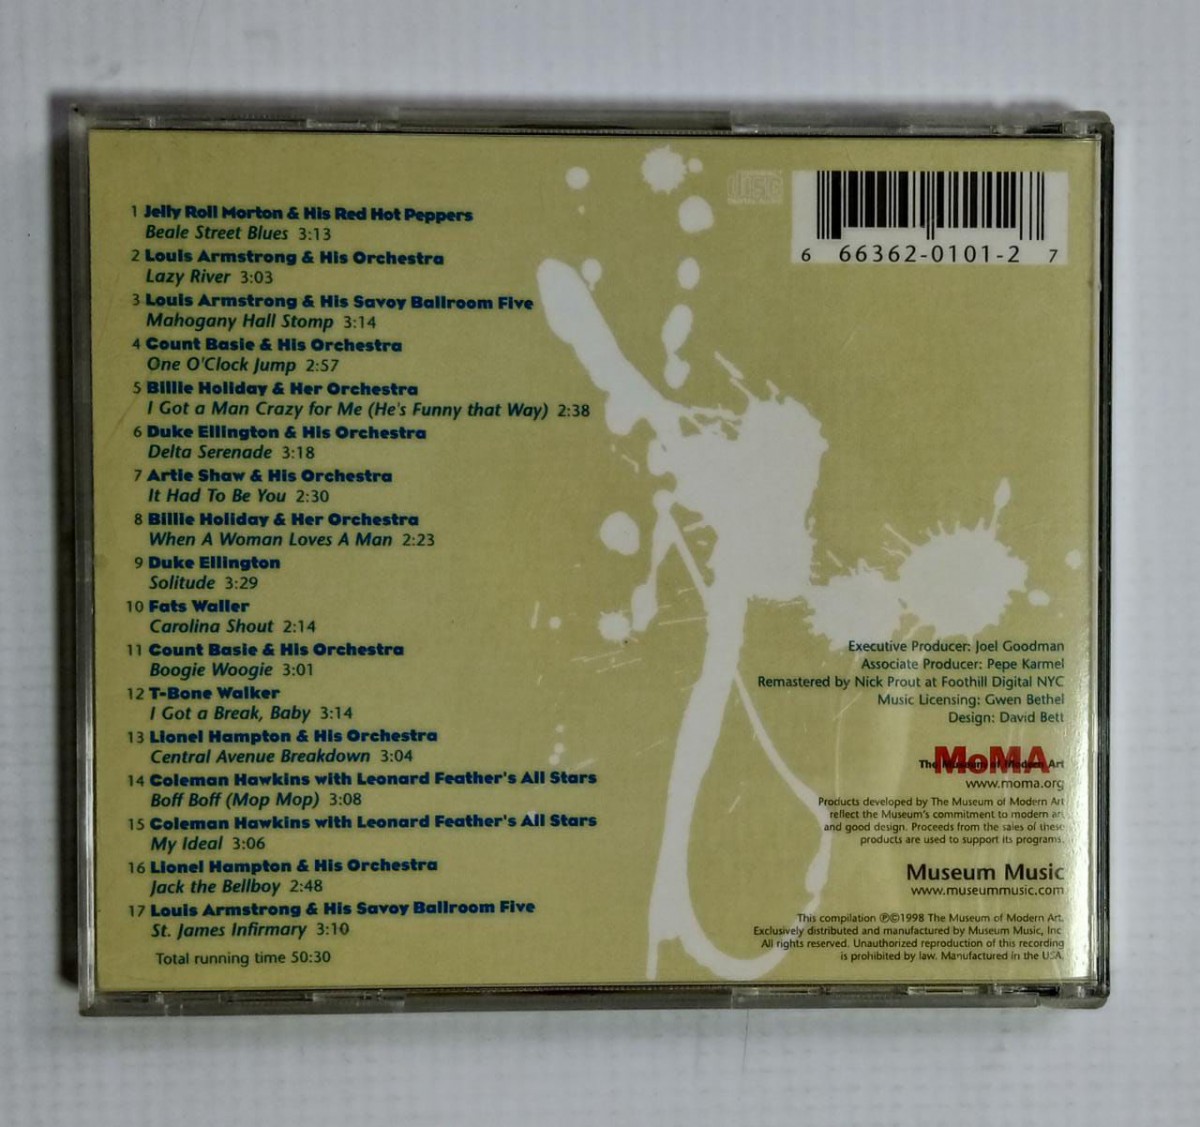 1 Jelly Roll Morton & His Red Hot Peppers
Beale Street Blues 3:13
2 Louis Armstrong & His Orchestra
Lazy River 3:03
3 Louis Armstrong & His Savoy Ballroom Five
Mahogany Hall Stomp 3:14
4 Count Basie & His Orchestra
One O'Clock Jump 2:57
5 Billie Holiday & Her Orchestra
I Got a Man Crazy for Me (He's Funny that Way) 2:38
6 Duke Ellington & His Orchestra
Delta Serenade 3:18
7 Artie Shaw & His Orchestra
It Had To Be You 2:30
8 Billie Holiday & Her Orchestra
When A Woman Loves A Man 2:23
9 Duke Ellington
Solitude 3:29
10 Fats Waller
Carolina Shout 2:14
11 Count Basie & His Orchestra
Boogie Woogie 3:01
12 T-Bone Walker
I Got a Break, Baby 3:14
13 Lionel Hampton & His Orchestra
Central Avenue Breakdown 3:04
14 Coleman Hawkins with Leonard Feather's All Stars
Boff Boff (Mop Mop) 3:08
15 Coleman Hawkins with Leonard Feather's All Stars
My Ideal 3:06
16 Lionel Hampton & His Orchestra
Jack the Bellboy 2:48
17 Louis Armstrong & His Savoy Ballroom Five
St. James Infirmary 3:10
Total running time 50:30
disc
DIGITAL AUDIO
6 66362-0101-2 7
Executive Producer: Joel Goodman
Associate Producer: Pepe Karmel
Remastered by Nick Prout at Foothill Digital NYC
Music Licensing: Gwen Bethel
Design: David Bett
MoMA
The Museum of Modern Art
www.moma.org
Products developed by The Museum of Modern Art
reflect the Museum's commitment to modern art
and good design. Proceeds from the sales of these
products are used to support its programs.
Museum Music
www.museummusic.com
This compilation ℗©1998 The Museum of Modern Art.
Exclusively distributed and manufactured by Museum Music, Inc
All rights reserved. Unauthorized reproduction of this recording
is prohibited by law. Manufactured in the USA.